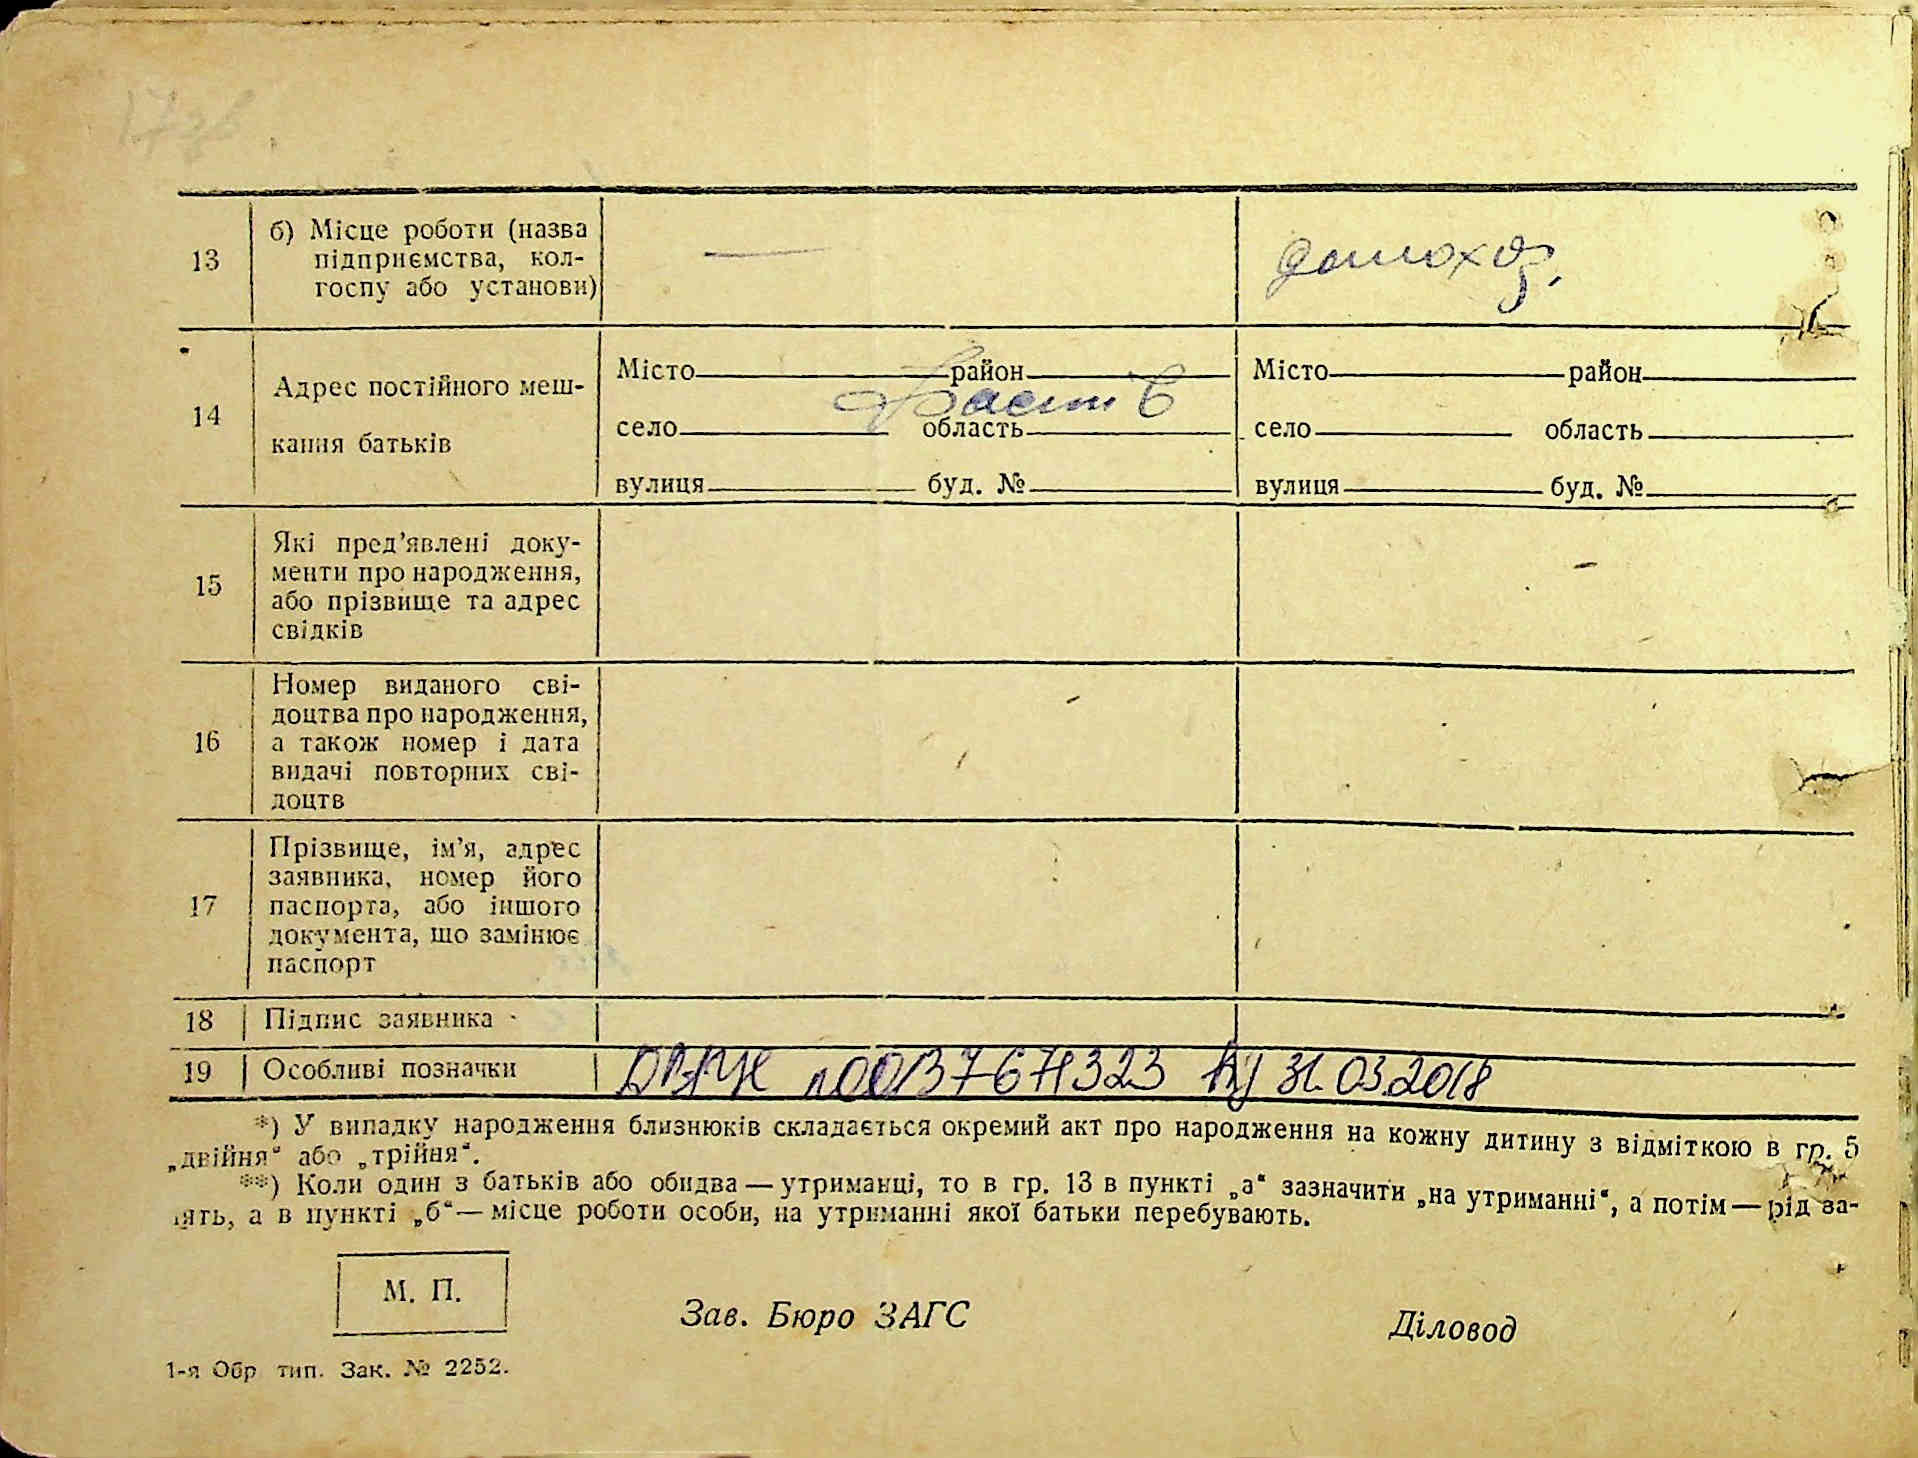 13
б) Місце роботи (назва
підприємства, кол-
госпу або установи)
—
домохоз.
14
Адрес постійного меш-
кання батьків
Місто район
Фастів
село область
вулиця буд. №
Місто район
село область
вулиця буд. №
15
Які пред’явлені доку-
менти про народження,
або прізвище та адрес
свідків
16
Номер виданого сві-
доцтва про народження,
а також номер і дата
видачі повторних сві-
доцтв
17
Прізвище, ім’я, адрес
заявника, номер його
паспорта, або іншого
документа, що замінює
паспорт
18
Підпис заявника
19
Особливі позначки
31.03.2018
*) У випадку народження близнюків складається окремий акт про народження на кожну дитину з відміткою в гр. 5
„двійня“ або „трійня“.
**) Коли один з батьків або обидва — утриманці, то в гр. 13 в пункті „а“ зазначити „на утриманні“, а потім — рід за-
нять, а в пункті „б“ — місце роботи особи, на утриманні якої батьки перебувають.
М. П.
Зав. Бюро ЗАГС
Діловод
1-я Обр тип. Зак. № 2252.